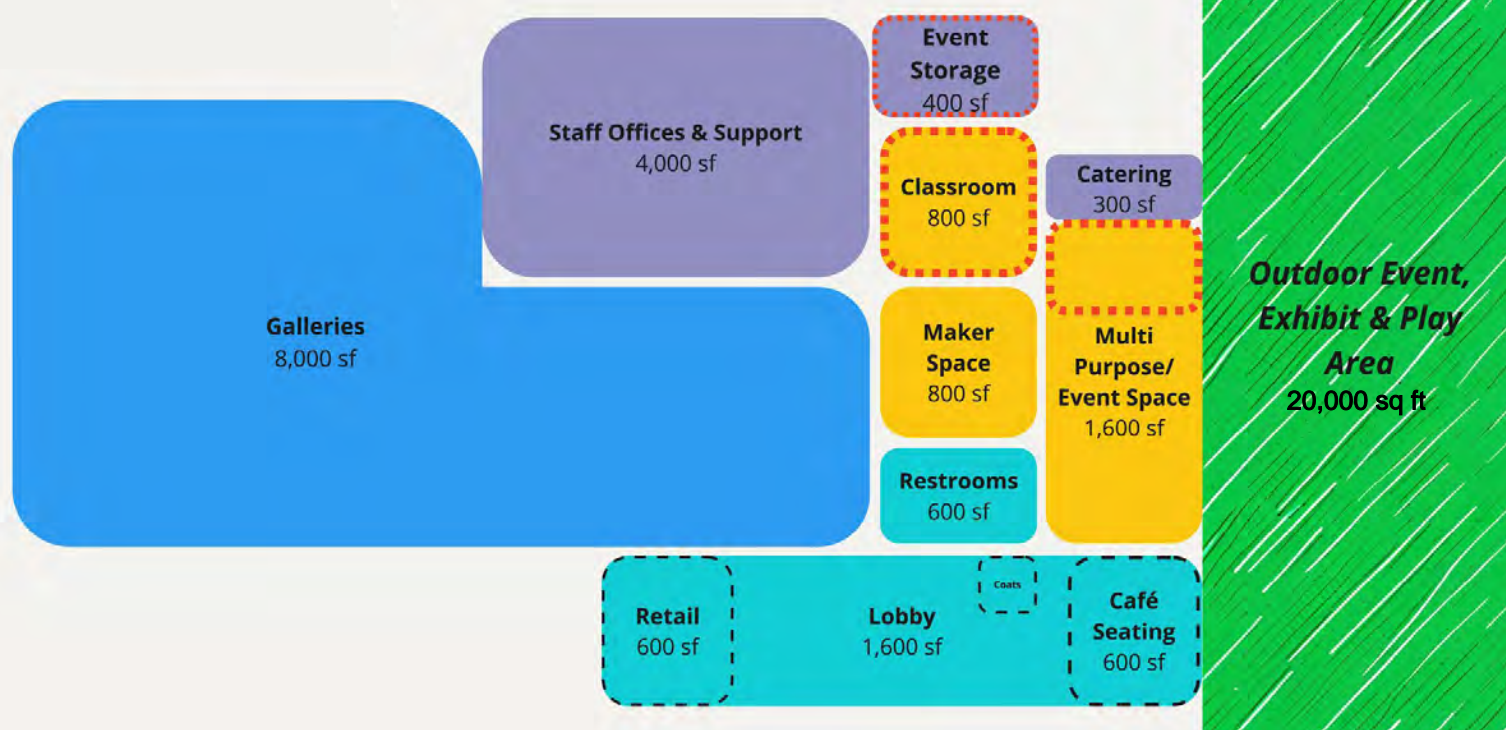 Event
Storage
400 sf
Staff Offices & Support
4,000 sf
Classroom
800 sf
Catering
300 sf
Galleries
8,000 sf
Maker
Space
800 sf
Multi
Purpose/
Event Space
1,600 sf
Outdoor Event,
Exhibit & Play
Area
20,000 sq ft
Restrooms
600 sf
Retail
600 sf
Lobby
1,600 sf
Coats
Café
Seating
600 sf